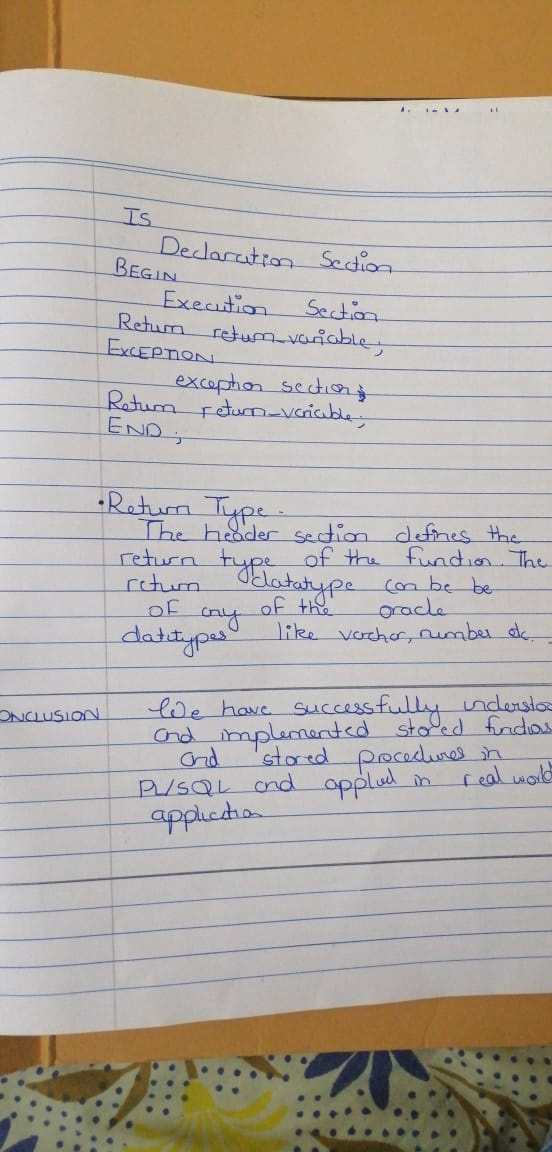 Is
Declaration Section
BEGIN
Execution Section
Return return_variable;
EXCEPTION
exception section;
Return return_variable;
END;
• Return Type.
The header section defines the
return type of the function. The
return datatype can be be
of any of the oracle
datatypes like varchar, number etc.
ONCLUSION We have successfully understoo
and implemented stored functions
and stored procedures in
PL/SQL and applied in real world
application